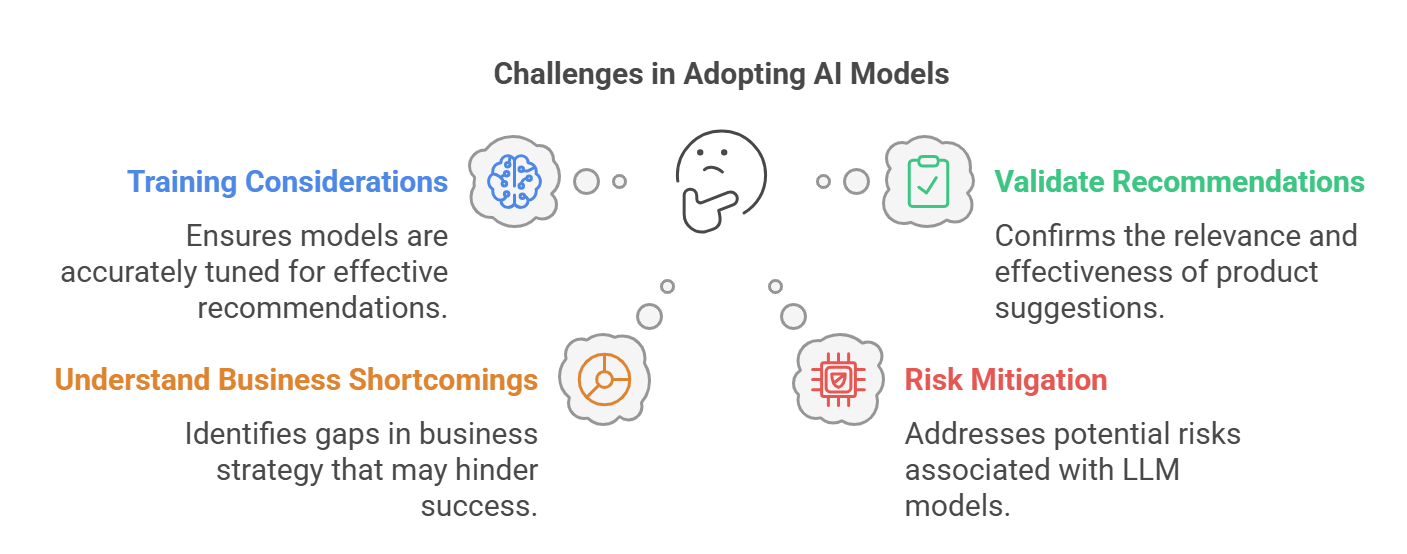 Challenges in Adopting AI Models
Training Considerations
Ensures models are
accurately tuned for effective
recommendations.
Validate Recommendations
Confirms the relevance and
effectiveness of product
suggestions.
Understand Business Shortcomings
Identifies gaps in business
strategy that may hinder
success.
Risk Mitigation
Addresses potential risks
associated with LLM
models.